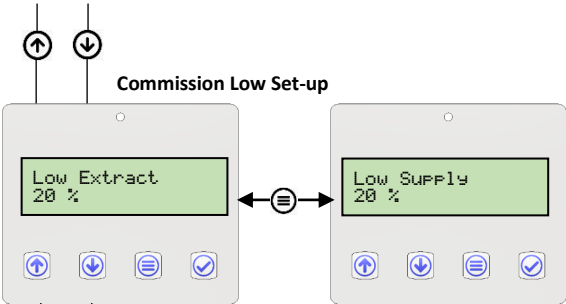 Commission Low Set-up
Low Extract
20 %
Low Supply
20 %